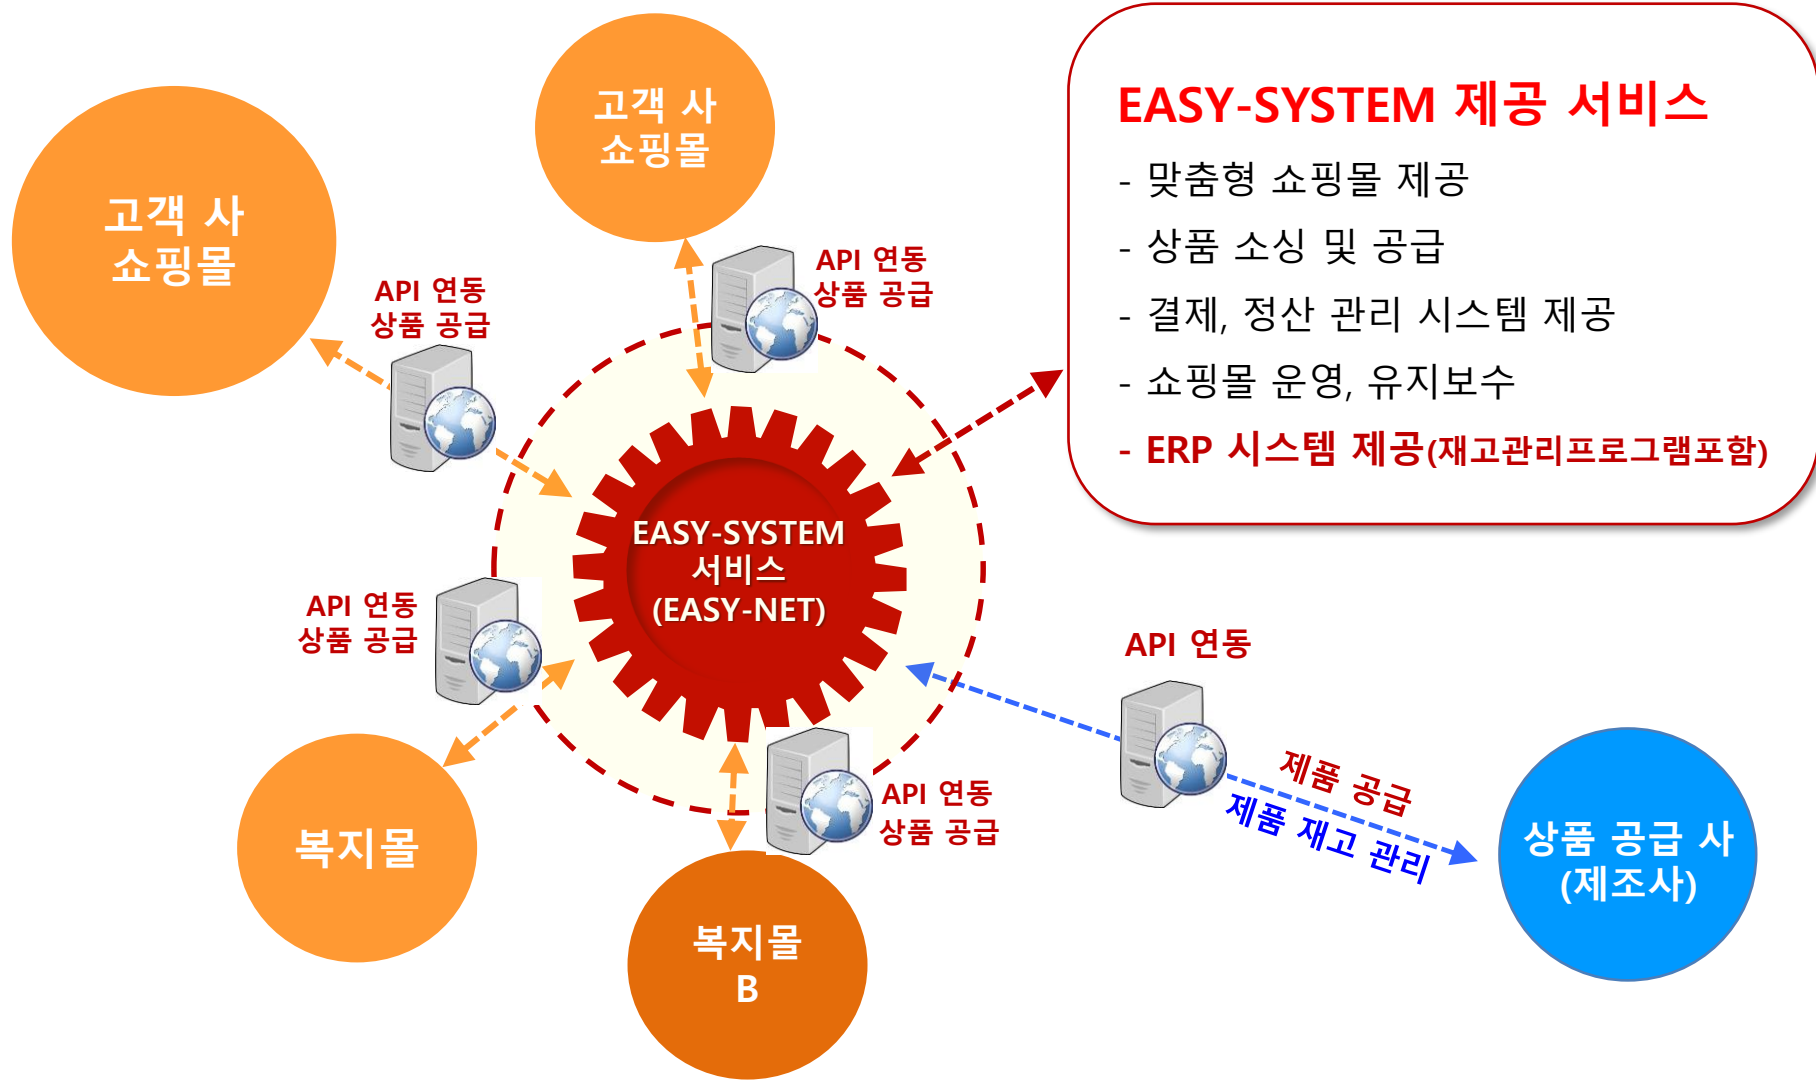 고객 사
쇼핑몰
고객 사
쇼핑몰
EASY-SYSTEM 제공 서비스
- 맞춤형 쇼핑몰 제공
- 상품 소싱 및 공급
- 결제, 정산 관리 시스템 제공
- 쇼핑몰 운영, 유지보수
- ERP 시스템 제공(재고관리프로그램포함)
API 연동
상품 공급
API 연동
상품 공급
EASY-SYSTEM
서비스
(EASY-NET)
API 연동
상품 공급
API 연동
제품 공급
제품 재고 관리
API 연동
상품 공급
복지몰
상품 공급 사
(제조사)
복지몰
B